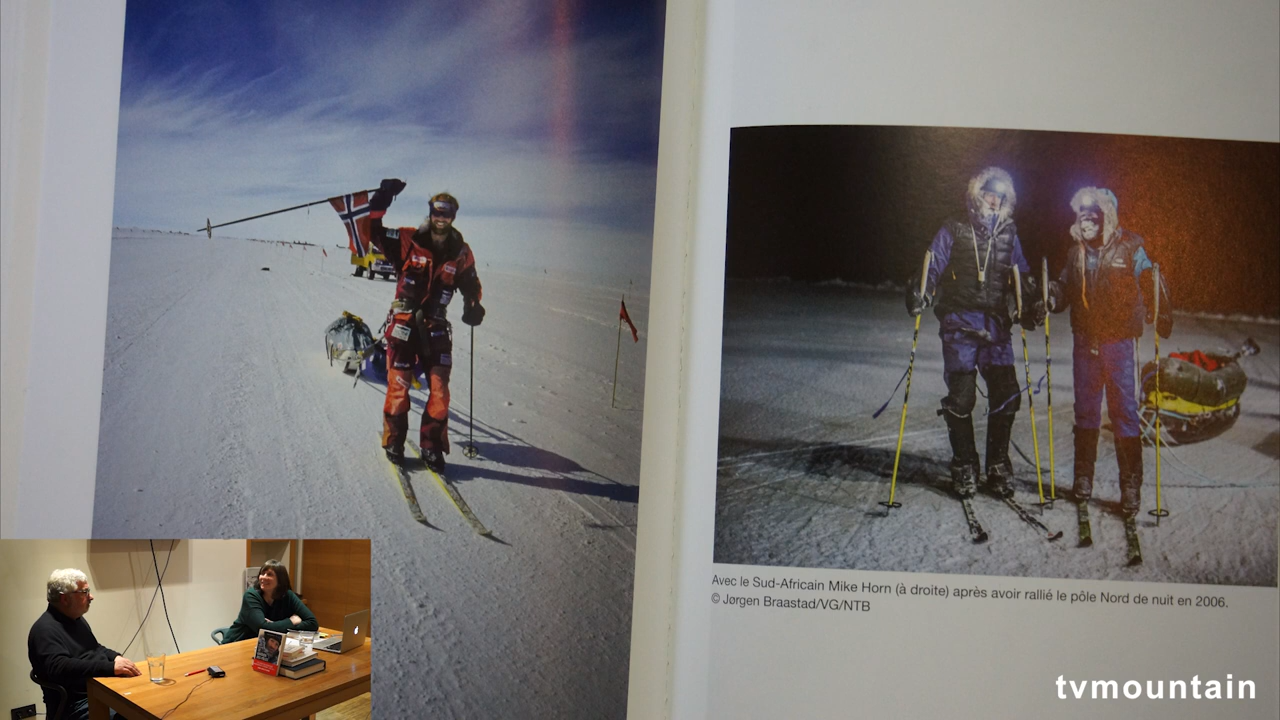 Avec le Sud-Africain Mike Horn (à droite) après avoir rallié le pôle Nord de nuit en 2006.
© Jørgen Braastad/VG/NTB
tvmountain